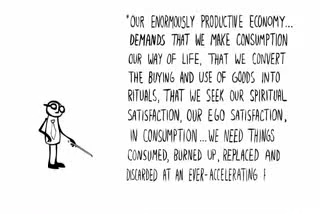 "OUR ENORMOUSLY PRODUCTIVE ECONOMY...
DEMANDS THAT WE MAKE CONSUMPTION
OUR WAY OF LIFE, THAT WE CONVERT
THE BUYING AND USE OF GOODS INTO
RITUALS, THAT WE SEEK OUR SPIRITUAL
SATISFACTION, OUR EGO SATISFACTION,
IN CONSUMPTION...WE NEED THINGS
CONSUMED, BURNED UP, REPLACED AND
DISCARDED AT AN EVER-ACCELERATING